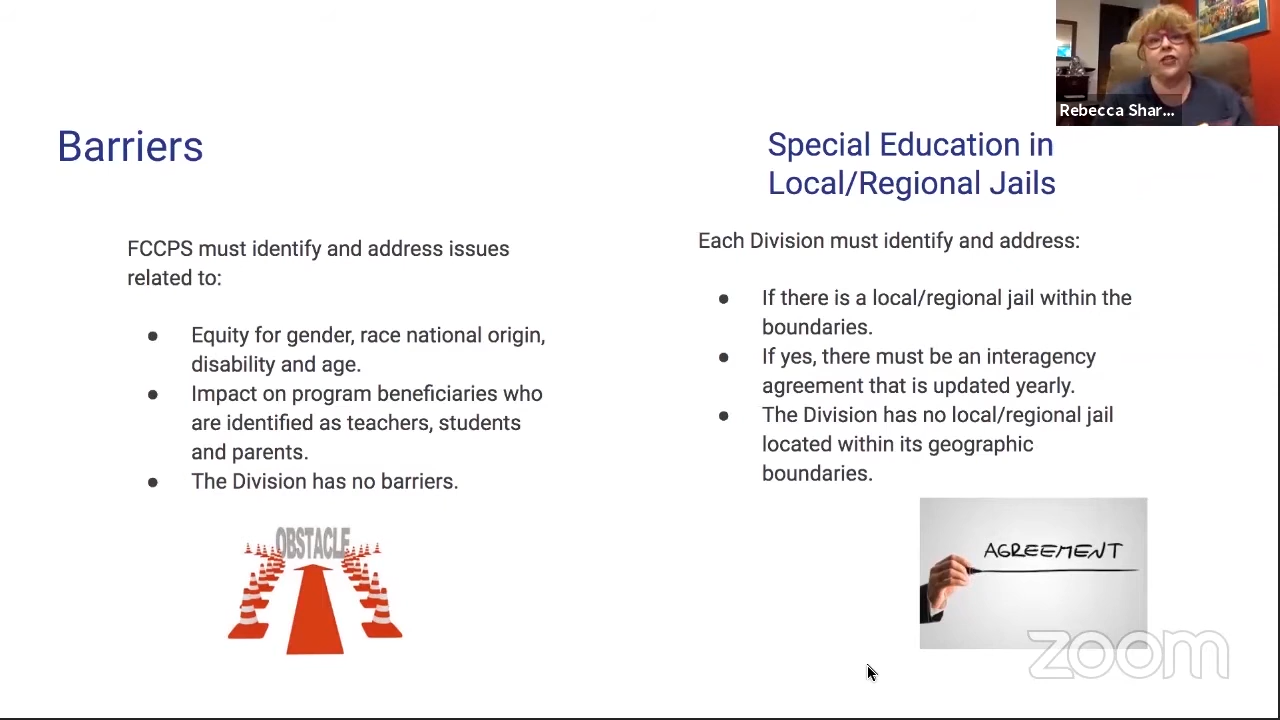 Rebecca Shar...
Barriers
FCCPS must identify and address issues
related to:
● Equity for gender, race national origin,
disability and age.
● Impact on program beneficiaries who
are identified as teachers, students
and parents.
● The Division has no barriers.
OBSTACLE
Special Education in
Local/Regional Jails
Each Division must identify and address:
● If there is a local/regional jail within the
boundaries.
● If yes, there must be an interagency
agreement that is updated yearly.
● The Division has no local/regional jail
located within its geographic
boundaries.
AGREEMENT
zoom